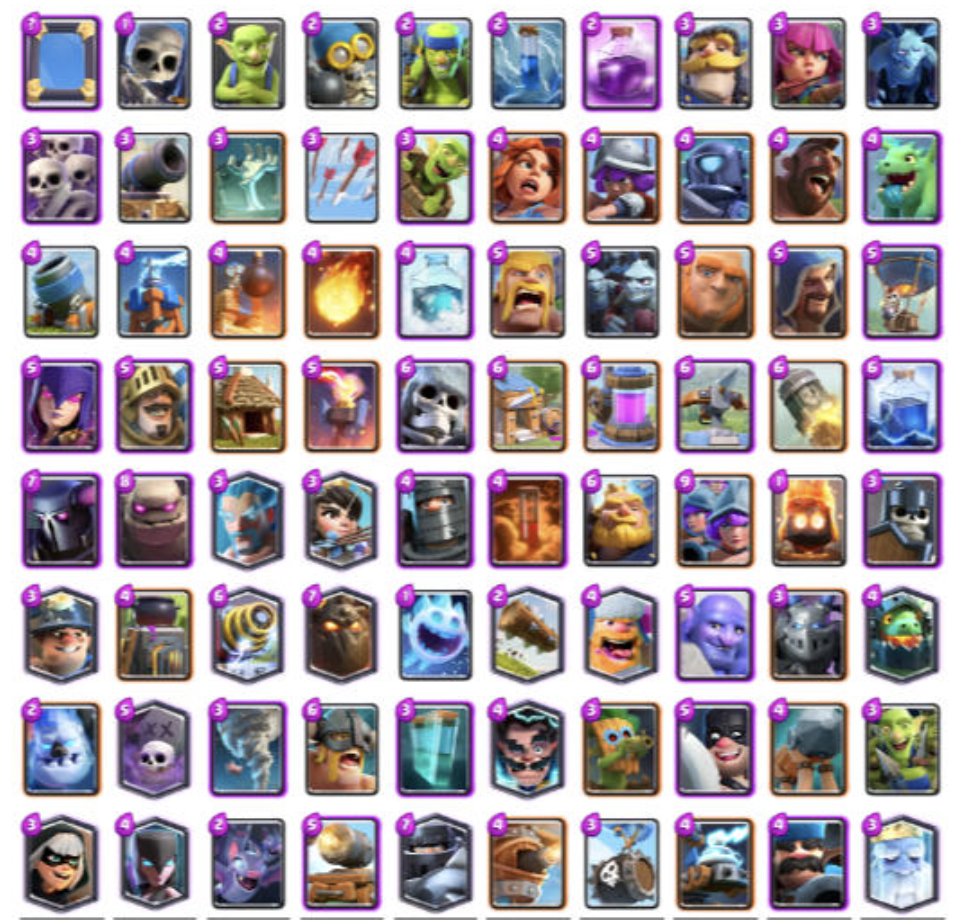 ? 1 2 2 2 2 2 3 3 3
3 3 3 3 3 4 4 4 4 4
4 4 4 4 4 5 5 5 5 5
5 5 5 5 6 6 6 6 6 6
7 8 3 3 4 4 6 9 1 3
3 4 6 7 1 2 4 5 3 4
2 5 3 6 3 4 3 5 4 3
3 4 2 5 7 4 3 4 4 3